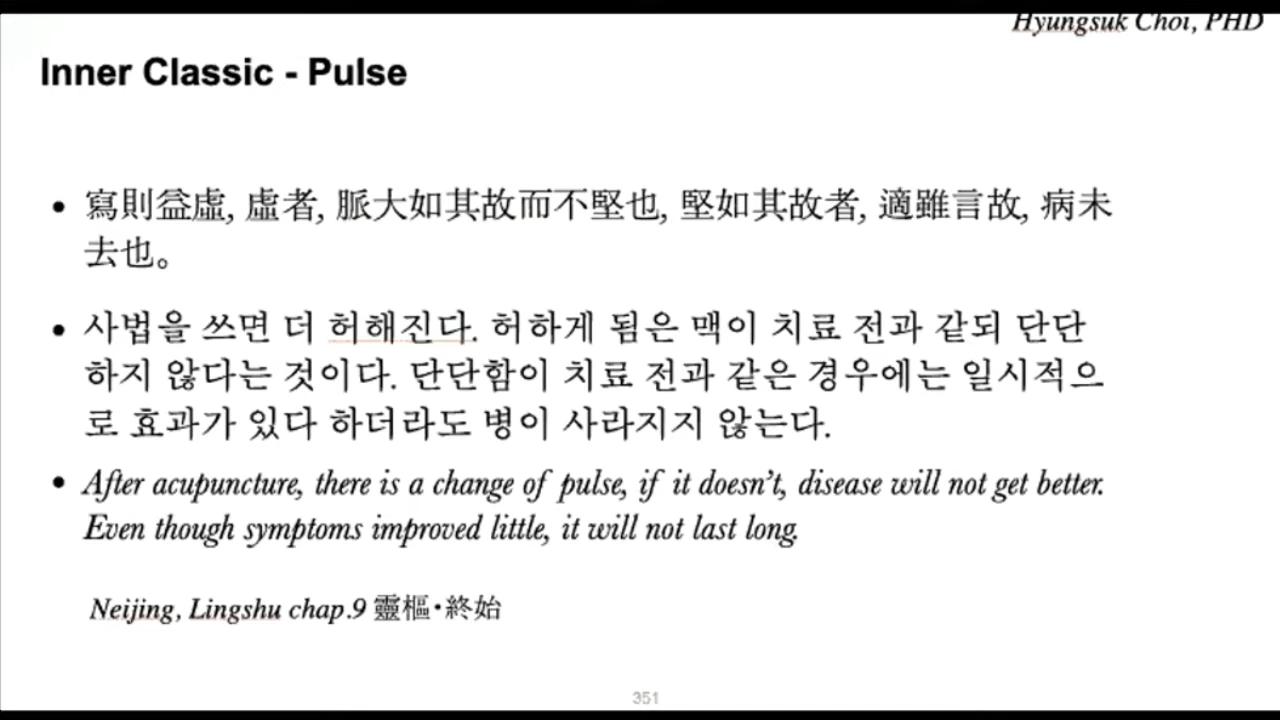 Hyungsuk Choi, PHD
Inner Classic - Pulse
• 寫則益虛, 虛者, 脈大如其故而不堅也, 堅如其故者, 適雖言故, 病未
去也。
• 사법을 쓰면 더 허해진다. 허하게 됨은 맥이 치료 전과 같되 단단
하지 않다는 것이다. 단단함이 치료 전과 같은 경우에는 일시적으
로 효과가 있다 하더라도 병이 사라지지 않는다.
• After acupuncture, there is a change of pulse, if it doesn’t, disease will not get better.
Even though symptoms improved little, it will not last long.
Neijing, Lingshu chap.9 靈樞·終始
351